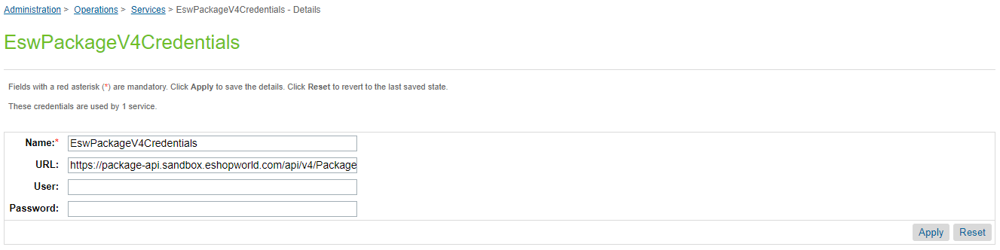 Administration > Operations > Services > EswPackageV4Credentials - Details
EswPackageV4Credentials
Fields with a red asterisk (*) are mandatory. Click Apply to save the details. Click Reset to revert to the last saved state.
These credentials are used by 1 service.
Name:* EswPackageV4Credentials
URL: https://package-api.sandbox.eshopworld.com/api/v4/Package
User:
Password:
Apply Reset